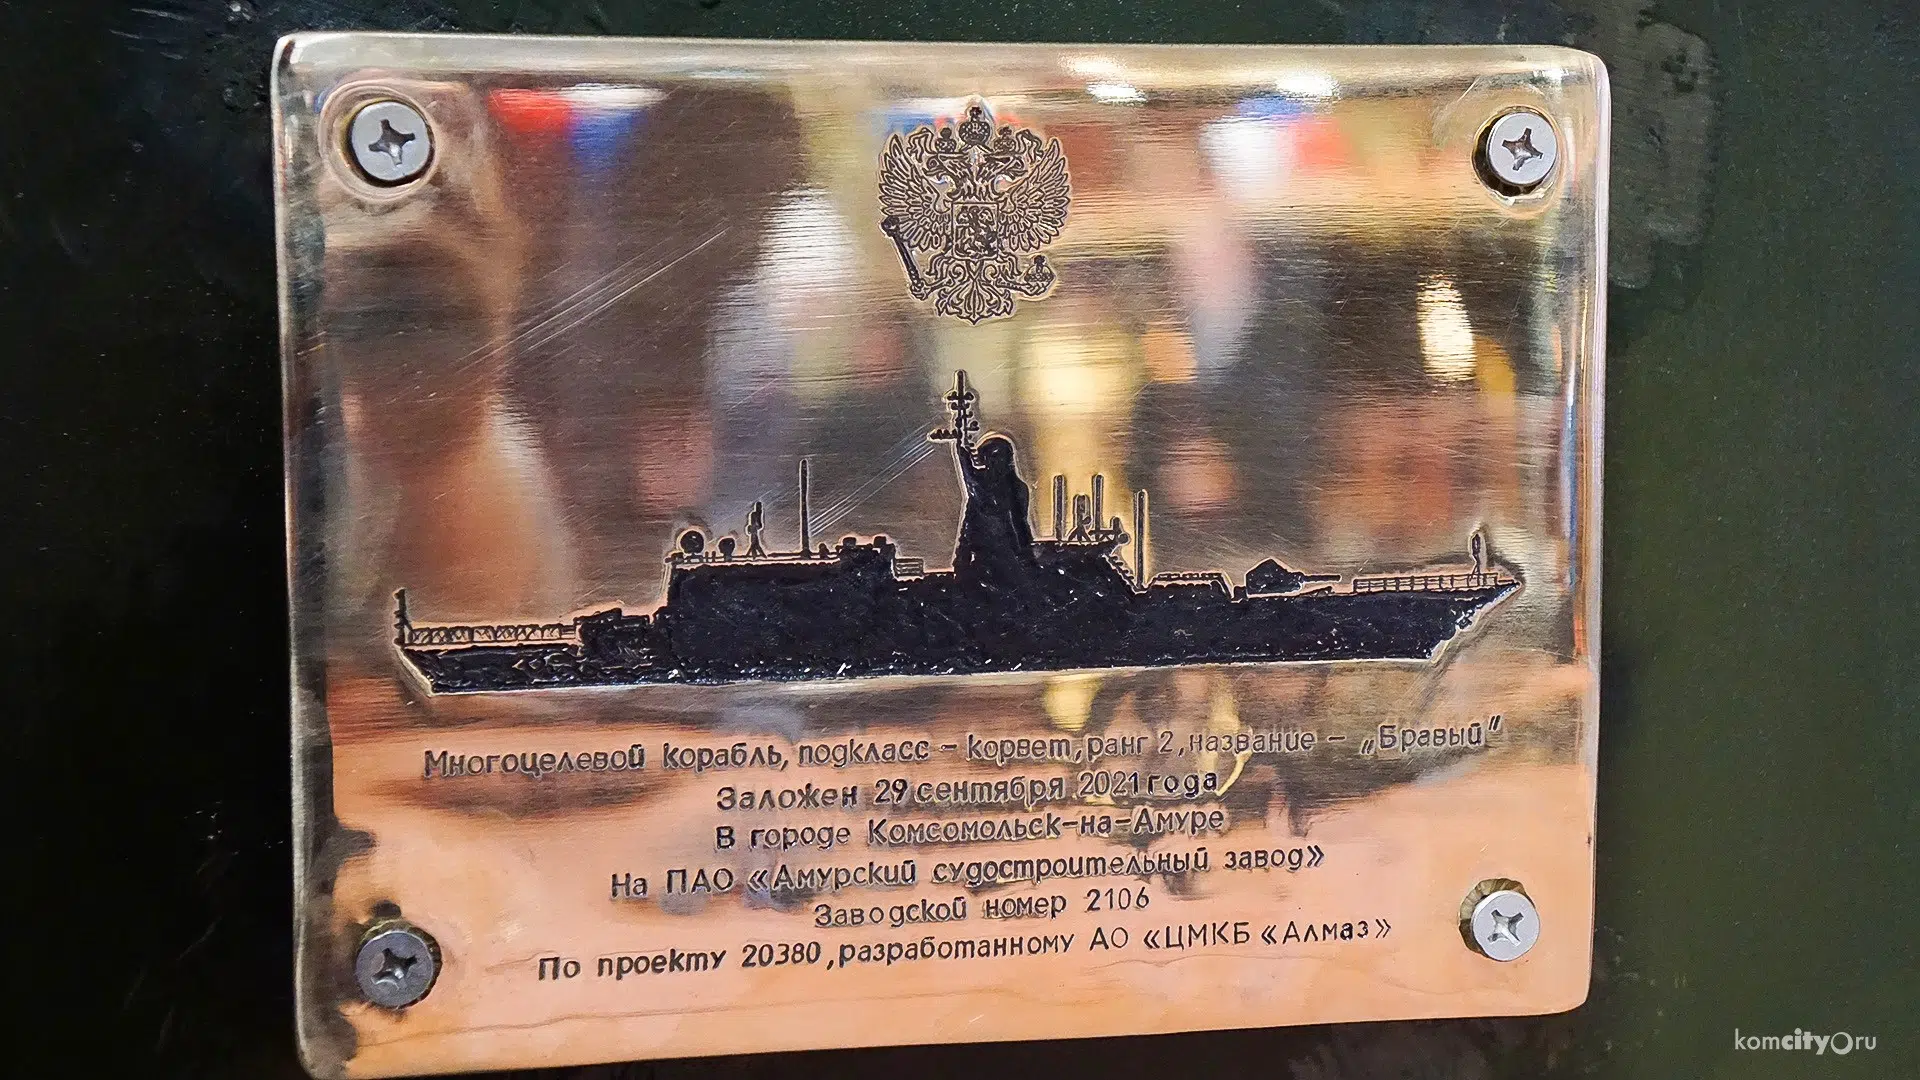 Многоцелевой корабль, подкласс – корвет, ранг 2, название – „Бравый”
Заложен 29 сентября 2021 года
В городе Комсомольск-на-Амуре
На ПАО «Амурский судостроительный завод»
Заводской номер 2106
По проекту 20380, разработанному АО «ЦМКБ «Алмаз»
komcity.ru